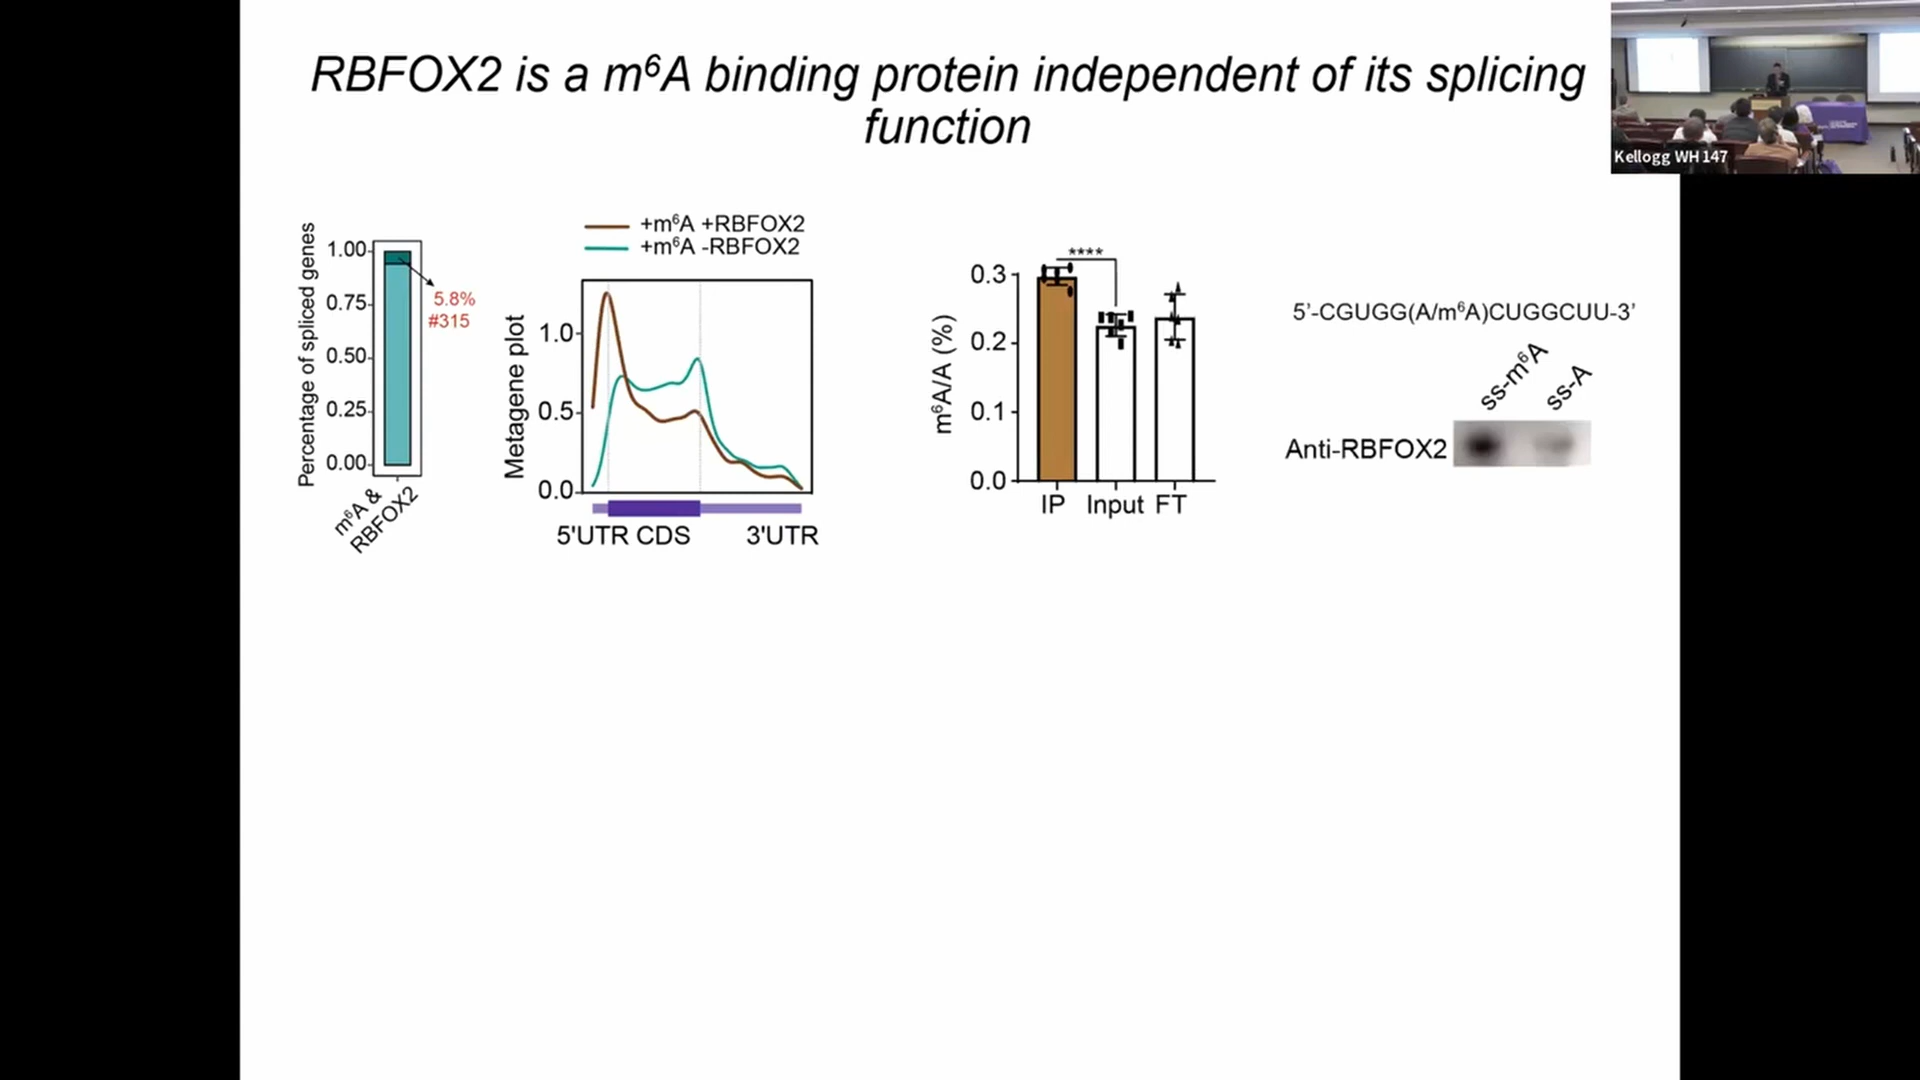 RBFOX2 is a m⁶A binding protein independent of its splicing
function
Kellogg WH 147
Percentage of spliced genes
1.00
0.75
0.50
0.25
0.00
5.8%
#315
m⁶A &
RBFOX2
+m⁶A +RBFOX2
+m⁶A -RBFOX2
Metagene plot
1.0
0.5
0.0
5'UTR CDS 3'UTR
m⁶A/A (%)
****
0.3
0.2
0.1
0.0
IP Input FT
5'-CGUGG(A/m⁶A)CUGGCUU-3'
ss-m⁶A
ss-A
Anti-RBFOX2